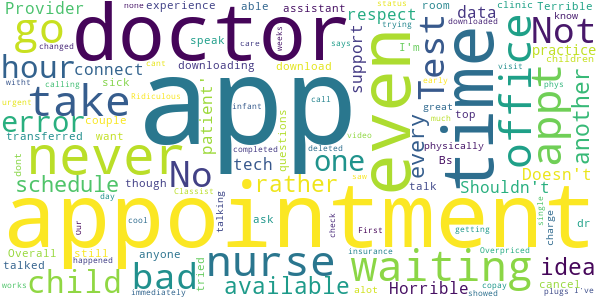 Provider none experience able assistant respect room downloaded clinic Terrible
status trying
go changed doctor speak care weeks says I'm data practice know
hour connect downloading download support even Test time Not
witht calling sick cant call visit children
take urgent Ridiculous infant app patient' early office appt another
error couple every great top phys
transferred want completed deleted video much physically
dont never No tech one questions Bs Doesn't
schedule though rather talk Shouldn't
day Classist talking saw single dr
appointment
Our cool ask check First getting charge
Overall still anyone insurance Overpriced
talked happened bad tried nurse waiting idea
child available alot Horrible copay cancel
works immediately showed plugs I've